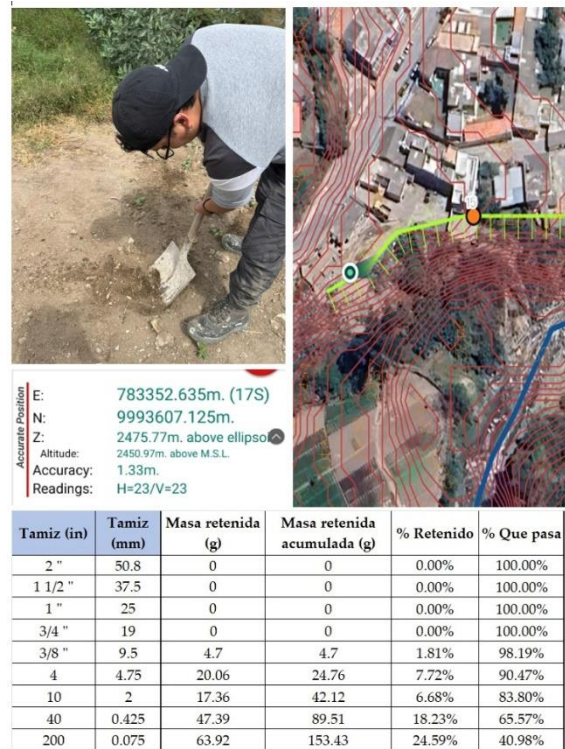 Accurate Position
E: 783352.635m. (17S)
N: 9993607.125m.
Z: 2475.77m. above ellipso
Altitude: 2450.97m. above M.S.L.
Accuracy: 1.33m.
Readings: H=23/V=23
Tamiz (in) Tamiz (mm) Masa retenida (g) Masa retenida acumulada (g) % Retenido % Que pasa
2 " 50.8 0 0 0.00% 100.00%
1 1/2 " 37.5 0 0 0.00% 100.00%
1 " 25 0 0 0.00% 100.00%
3/4 " 19 0 0 0.00% 100.00%
3/8 " 9.5 4.7 4.7 1.81% 98.19%
4 4.75 20.06 24.76 7.72% 90.47%
10 2 17.36 42.12 6.68% 83.80%
40 0.425 47.39 89.51 18.23% 65.57%
200 0.075 63.92 153.43 24.59% 40.98%